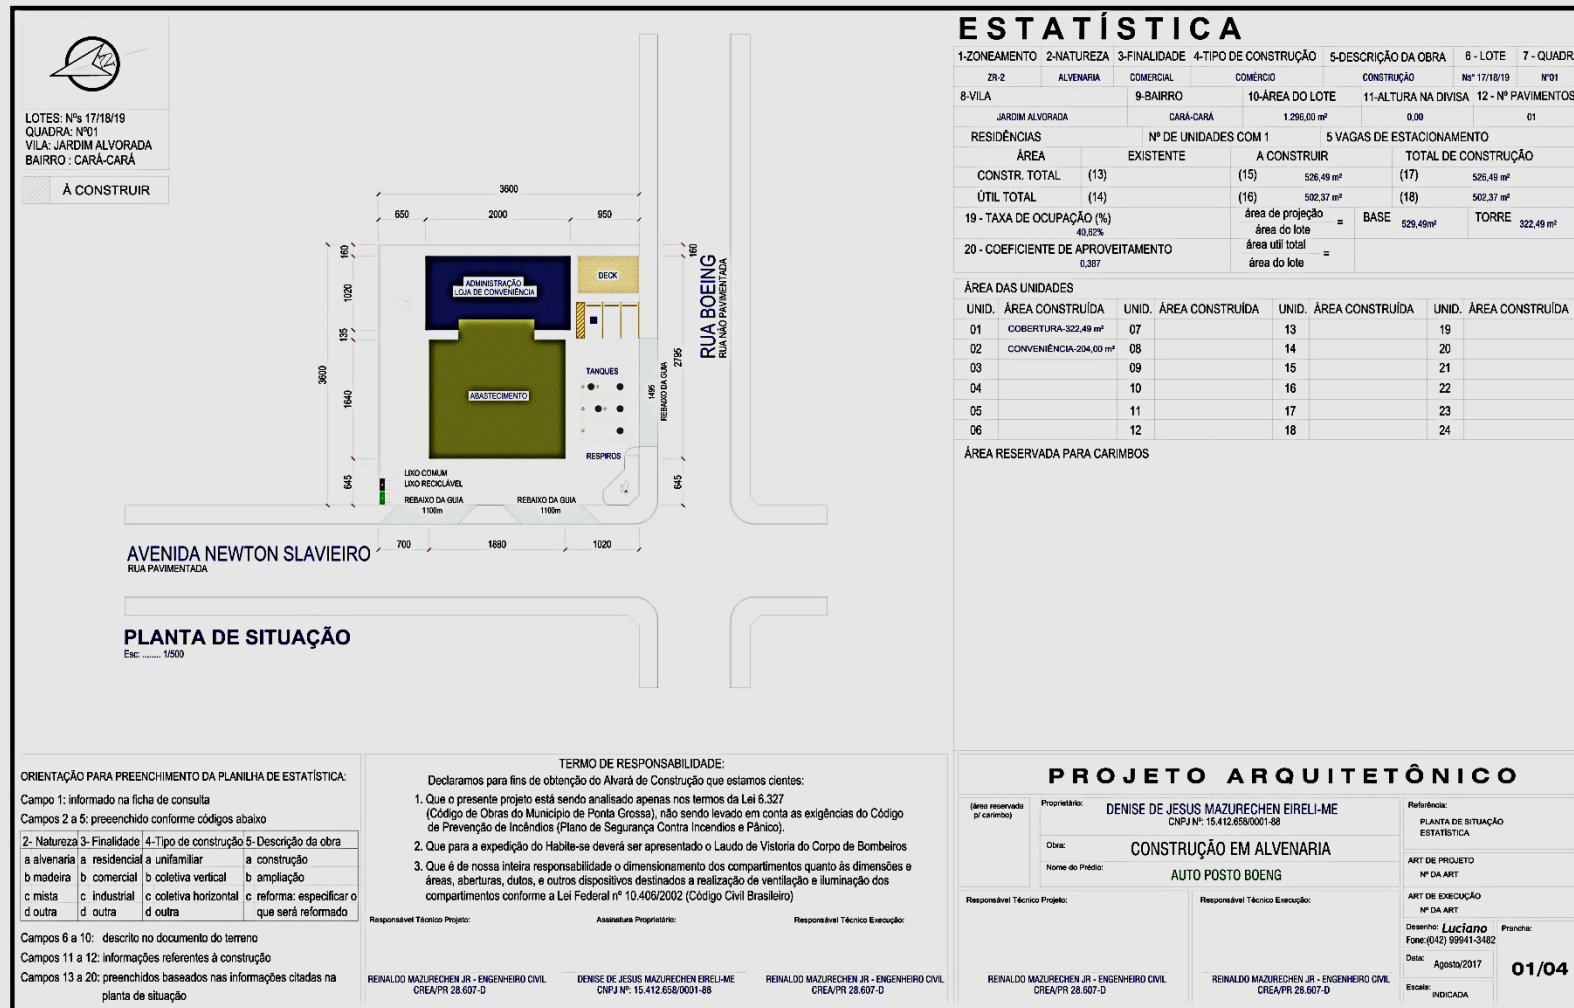 LOTES: Nºs 17/18/19
QUADRA: Nº01
VILA: JARDIM ALVORADA
BAIRRO : CARÁ-CARÁ
À CONSTRUIR
3600
650 2000 950
160
1020
135
1640
645
3600
160
2795
645
1495
REBAIXO DA GUIA
ADMINISTRAÇÃO
LOJA DE CONVENIÊNCIA
DECK
TANQUES
ABASTECIMENTO
RESPIROS
LIXO COMUM
LIXO RECICLÁVEL
REBAIXO DA GUIA
1100m
REBAIXO DA GUIA
1100m
700 1880 1020
RUA BOEING
RUA NÃO PAVIMENTADA
AVENIDA NEWTON SLAVIEIRO
RUA PAVIMENTADA
PLANTA DE SITUAÇÃO
Esc: ........ 1/500
ESTATÍSTICA
1-ZONEAMENTO 2-NATUREZA 3-FINALIDADE 4-TIPO DE CONSTRUÇÃO 5-DESCRIÇÃO DA OBRA 6 - LOTE 7 - QUADR
ZR-2 ALVENARIA COMERCIAL COMÉRCIO CONSTRUÇÃO Nsº 17/18/19 Nº01
8-VILA 9-BAIRRO 10-ÁREA DO LOTE 11-ALTURA NA DIVISA 12 - Nº PAVIMENTOS
JARDIM ALVORADA CARÁ-CARÁ 1.296,00 m² 0,00 01
RESIDÊNCIAS Nº DE UNIDADES COM 1 5 VAGAS DE ESTACIONAMENTO
ÁREA EXISTENTE A CONSTRUIR TOTAL DE CONSTRUÇÃO
CONSTR. TOTAL (13) (15) 526,49 m² (17) 526,49 m²
ÚTIL TOTAL (14) (16) 502,37 m² (18) 502,37 m²
19 - TAXA DE OCUPAÇÃO (%) área de projeção = BASE 529,49m² TORRE 322,49 m²
40,62% área do lote
20 - COEFICIENTE DE APROVEITAMENTO área util total =
0,387 área do lote
ÁREA DAS UNIDADES
UNID. ÁREA CONSTRUÍDA UNID. ÁREA CONSTRUÍDA UNID. ÁREA CONSTRUÍDA UNID. ÁREA CONSTRUÍDA
01 COBERTURA-322,49 m² 07 13 19
02 CONVENIÊNCIA-204,00 m² 08 14 20
03 09 15 21
04 10 16 22
05 11 17 23
06 12 18 24
ÁREA RESERVADA PARA CARIMBOS
ORIENTAÇÃO PARA PREENCHIMENTO DA PLANILHA DE ESTATÍSTICA:
Campo 1: informado na ficha de consulta
Campos 2 a 5: preeenchido conforme códigos abaixo
2- Natureza 3- Finalidade 4-Tipo de construção 5- Descrição da obra
a alvenaria a residencial a unifamiliar a construção
b madeira b comercial b coletiva vertical b ampliação
c mista c industrial c coletiva horizontal c reforma: especificar o
d outra d outra d outra que será reformado
Campos 6 a 10: descrito no documento do terreno
Campos 11 a 12: informações referentes à construção
Campos 13 a 20: preenchidos baseados nas informações citadas na
planta de situação
TERMO DE RESPONSABILIDADE:
Declaramos para fins de obtenção do Alvará de Construção que estamos cientes:
1. Que o presente projeto está sendo analisado apenas nos termos da Lei 6.327
(Código de Obras do Município de Ponta Grossa), não sendo levado em conta as exigências do Código
de Prevenção de Incêndios (Plano de Segurança Contra Incendios e Pânico).
2. Que para a expedição do Habite-se deverá ser apresentado o Laudo de Vistoria do Corpo de Bombeiros
3. Que é de nossa inteira responsabilidade o dimensionamento dos compartimentos quanto às dimensões e
áreas, aberturas, dutos, e outros dispositivos destinados a realização de ventilação e iluminação dos
compartimentos conforme a Lei Federal nº 10.406/2002 (Código Civil Brasileiro)
Responsável Técnico Projeto: Assinatura Proprietário: Responsável Técnico Execução:
REINALDO MAZURECHEN JR - ENGENHEIRO CIVIL DENISE DE JESUS MAZURECHEN EIRELI-ME REINALDO MAZURECHEN JR - ENGENHEIRO CIVIL
CREA/PR 28.607-D CNPJ Nº: 15.412.658/0001-88 CREA/PR 28.607-D
PROJETO ARQUITETÔNICO
(área reservada
p/ carimbo)
Proprietário: DENISE DE JESUS MAZURECHEN EIRELI-ME
CNPJ Nº: 15.412.658/0001-88
Obra: CONSTRUÇÃO EM ALVENARIA
Nome do Prédio: AUTO POSTO BOENG
Referência:
PLANTA DE SITUAÇÃO
ESTATÍSTICA
ART DE PROJETO
Nº DA ART
ART DE EXECUÇÃO
Nº DA ART
Responsável Técnico Projeto: Responsável Técnico Execução:
REINALDO MAZURECHEN JR - ENGENHEIRO CIVIL REINALDO MAZURECHEN JR - ENGENHEIRO CIVIL
CREA/PR 28.607-D CREA/PR 28.607-D
Desenho: Luciano
Fone:(042) 99941-3482
Data: Agosto/2017
Escala: INDICADA
Prancha:
01/04